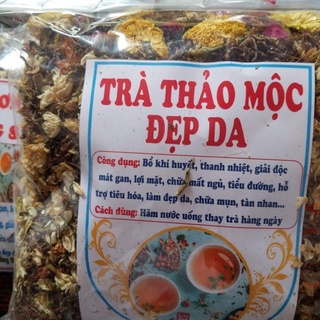 TRÀ THẢO MỘC
ĐẸP DA
Công dụng: Bổ khí huyết, thanh nhiệt, giải độc
mát gan, lợi mật, chữa mất ngủ, tiểu đường, hỗ
trợ tiêu hóa, làm đẹp da, chữa mụn, tàn nhan...
Cách dùng: Hãm nước uống thay trà hàng ngày